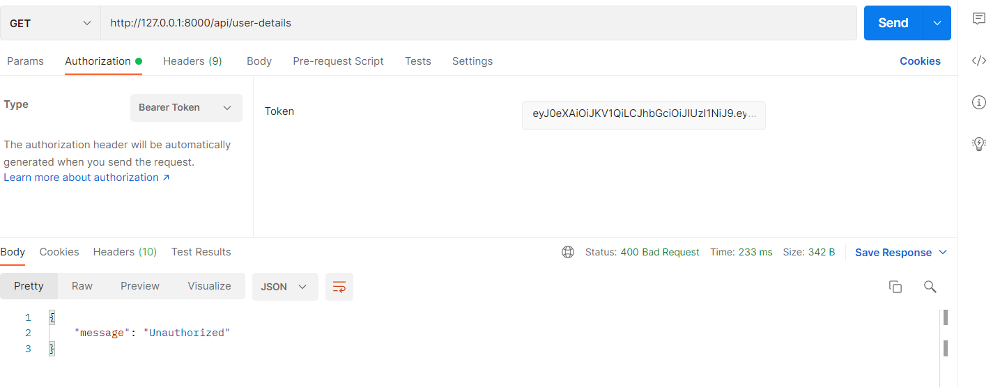 GET http://127.0.0.1:8000/api/user-details Send
Params Authorization Headers (9) Body Pre-request Script Tests Settings Cookies
Type Bearer Token
Token eyJ0eXAiOiJKV1QiLCJhbGciOiJIUzI1NiJ9.ey...
The authorization header will be automatically
generated when you send the request.
Learn more about authorization ↗
Body Cookies Headers (10) Test Results Status: 400 Bad Request Time: 233 ms Size: 342 B Save Response
Pretty Raw Preview Visualize JSON
1 {
2 "message": "Unauthorized"
3 }